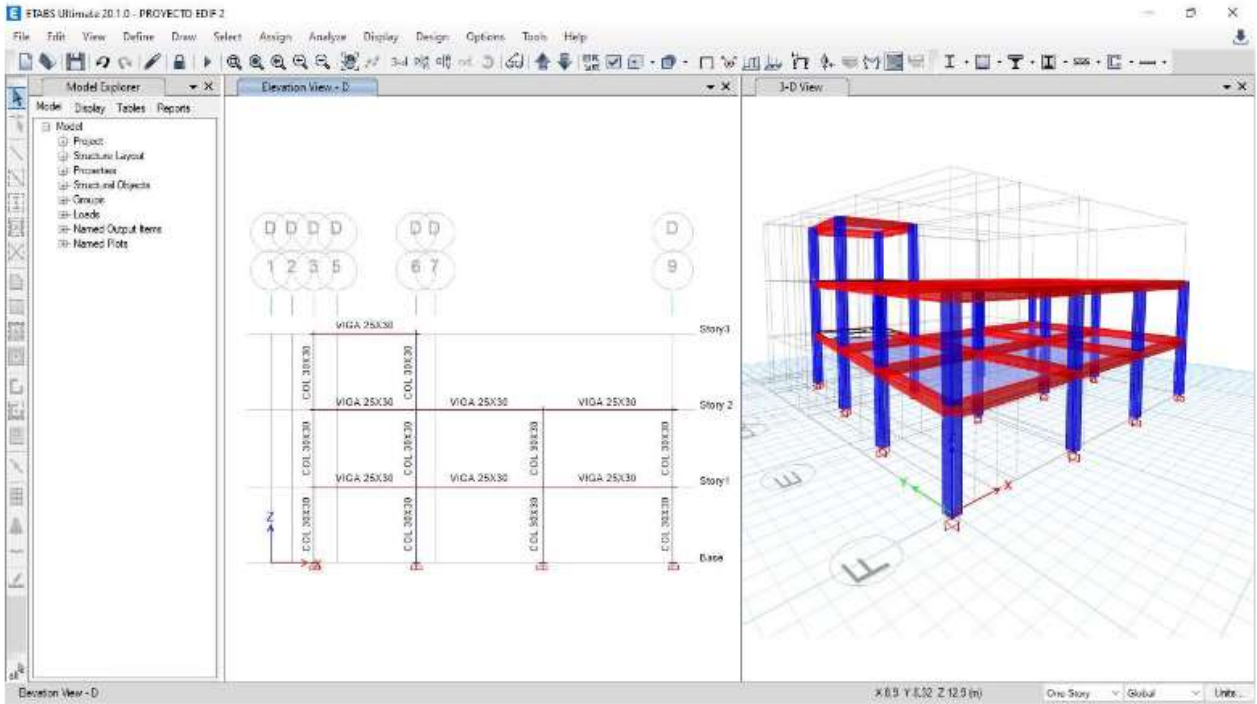 ETABS Ultimate 20.1.0 - PROYECTO EDIF 2
File Edit View Define Draw Select Assign Analyze Display Design Options Tools Help
Model Explorer
Elevation View - D
3-D View
Model Display Tables Reports
Model
Project
Structure Layout
Properties
Structural Objects
Groups
Loads
Named Output Items
Named Plots
D D D D D D D
1 2 3 5 6 7 9
VIGA 25X30
Story3
COL 30X30 COL 30X30
VIGA 25X30 VIGA 25X30 VIGA 25X30
Story 2
COL 30X30 COL 30X30 COL 30X30 COL 30X30
VIGA 25X30 VIGA 25X30 VIGA 25X30
Story1
COL 30X30 COL 30X30 COL 30X30 COL 30X30
Z
X
Base
E
Y
X
F
Elevation View - D
One Story Global Units...